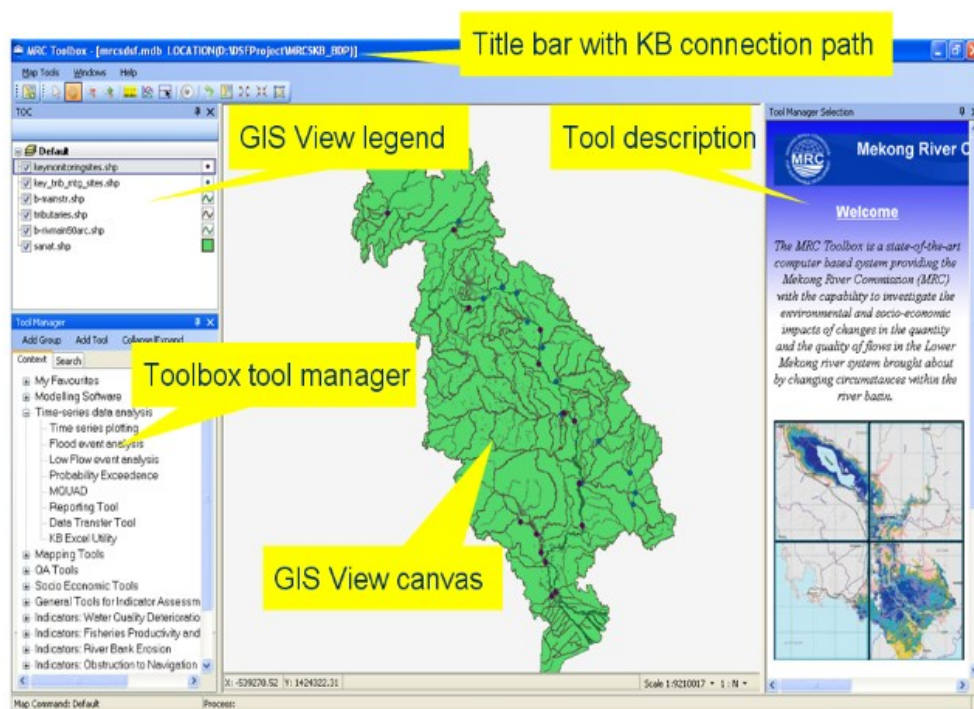 Title bar with KB connection path
MRC Toolbox - [mrcsdsf.mdb LOCATION(D:\DSFProject\MRCSKB_BDP)]
Map Tools Windows Help
TOC
GIS View legend
Default
keymonitoringsites.shp
key_trib_mtg_sites.shp
b-mainstr.shp
tributaries.shp
b-rivmain50arc.shp
sanat.shp
Tool Manager
Add Group Add Tool Collapse/Expand
Context Search
Toolbox tool manager
My Favourites
Modelling Software
Time-series data analysis
Time series plotting
Flood event analysis
Low Flow event analysis
Probability Exceedence
MQUAD
Reporting Tool
Data Transfer Tool
KB Excel Utility
Mapping Tools
QA Tools
Socio Economic Tools
General Tools for Indicator Assessm
Indicators: Water Quality Deterioratio
Indicators: Fisheries Productivity and
Indicators: River Bank Erosion
Indicators: Obstruction to Navigation
GIS View canvas
X: -539270.52 Y: 1424322.31
Scale 1:9210017 1 : N
Tool description
Tool Manager Selection
MRC
Mekong River C
Welcome
The MRC Toolbox is a state-of-the-art
computer based system providing the
Mekong River Commission (MRC)
with the capability to investigate the
environmental and socio-economic
impacts of changes in the quantity
and the quality of flows in the Lower
Mekong river system brought about
by changing circumstances within the
river basin.
Map Command: Default Process: